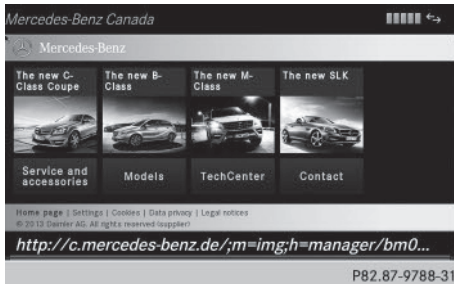 Mercedes-Benz Canada
Mercedes-Benz
The new C-
Class Coupe
The new B-
Class
The new M-
Class
The new SLK
Service and
accessories
Models
TechCenter
Contact
Home page | Settings | Cookies | Data privacy | Legal notices
© 2013 Daimler AG. All rights reserved (supplier)
http://c.mercedes-benz.de/;m=img;h=manager/bm0...
P82.87-9788-31